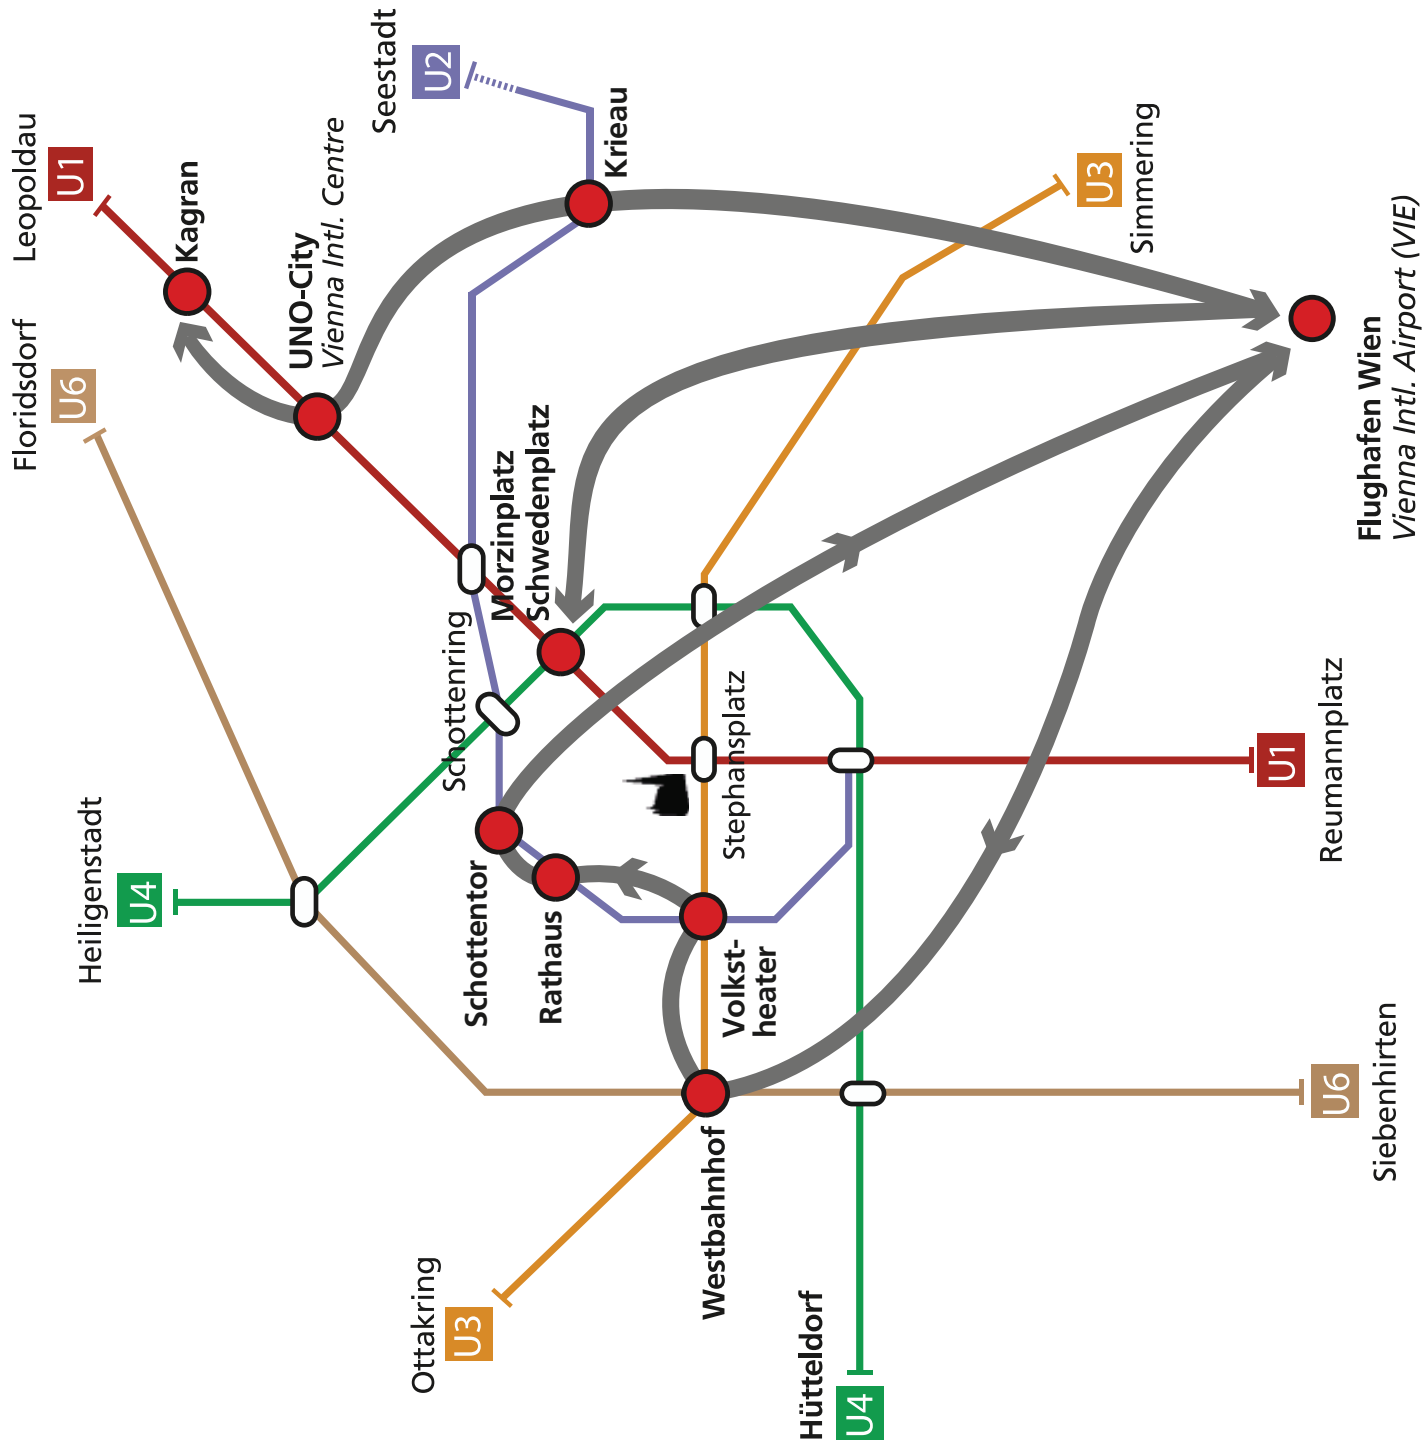 Leopoldau
U1
Kagran
Floridsdorf
U6
UNO-City
Vienna Intl. Centre
Seestadt
U2
Krieau
U3
Simmering
Flughafen Wien
Vienna Intl. Airport (VIE)
Morzinplatz
Schwedenplatz
Schottenring
Stephansplatz
Heiligenstadt
U4
Schottentor
Rathaus
Volkst-
heater
U1
Reumannplatz
Westbahnhof
U6
Siebenhirten
Ottakring
U3
Hütteldorf
U4